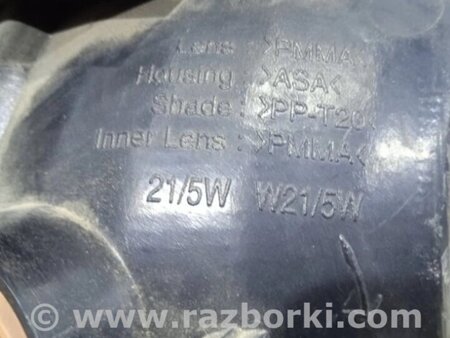 Lens : >PMMA<
Housing : >ASA<
Shade : >PP-T20<
Inner Lens : >PMMA<
21/5W W21/5W
www.razborki.com